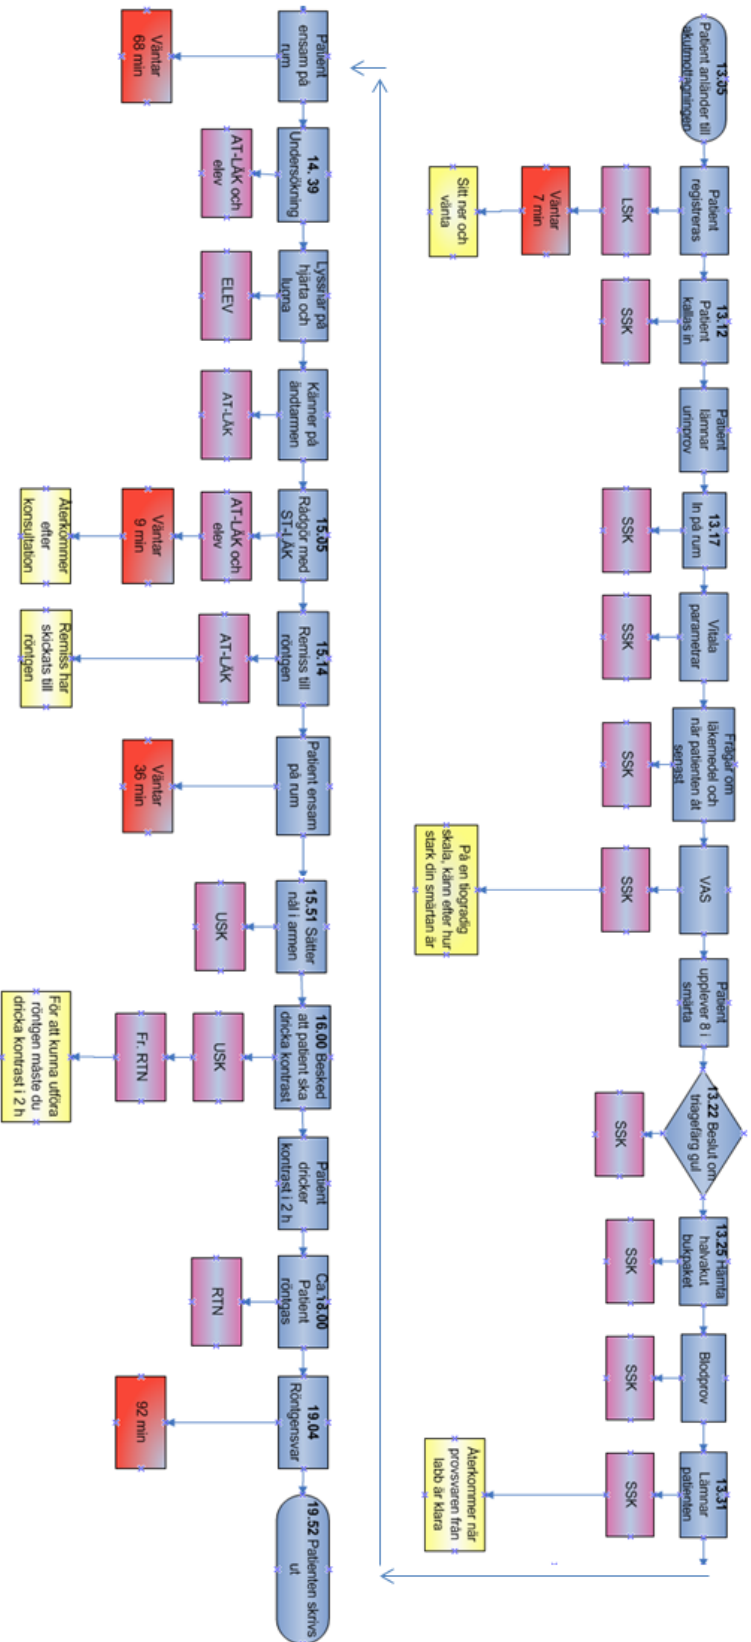 13.05
Patient anländer till
akutmottagningen
Patient
registreras
LSK
Väntar
7 min
Sitt ner och
vänta
13.12
Patient
kallas in
SSK
Patient
lämnar
urinprov
13.17
In på rum
SSK
Vitala
parametrar
SSK
Frågar om
läkemedel och
när patienten åt
senast
SSK
VAS
SSK
På en tiogradig
skala, känn efter hur
stark din smärtan är
Patient
upplever 8 i
smärta
13.22 Beslut om
triagefärg gul
SSK
13.25 Hämta
halvakut
bukpaket
SSK
Blodprov
SSK
13.31
Lämnar
patienten
SSK
Återkommer när
provsvaren från
labb är klara
Patient
ensam på
rum
Väntar
68 min
14. 39
Undersökning
AT-LÄK och
elev
Lyssnar på
hjärta och
lunna
ELEV
Känner på
ändtarmen
AT-LÄK
15.05
Rådgör med
ST-LÄK
AT-LÄK och
elev
Väntar
9 min
Återkommer
efter
konsultation
15.14
Remiss till
röntgen
AT-LÄK
Remiss har
skickats till
röntgen
Patient ensam
på rum
Väntar
36 min
15.51 Sätter
nål i armen
USK
16.00 Besked
att patient ska
dricka kontrast
USK
Fr. RTN
För att kunna utföra
röntgen måste du
dricka kontrast i 2 h
Patient
dricker
kontrast i 2 h
Ca.18.00
Patient
röntgas
RTN
19.04
Röntgensvar
92 min
19.52 Patienten skrivs
ut